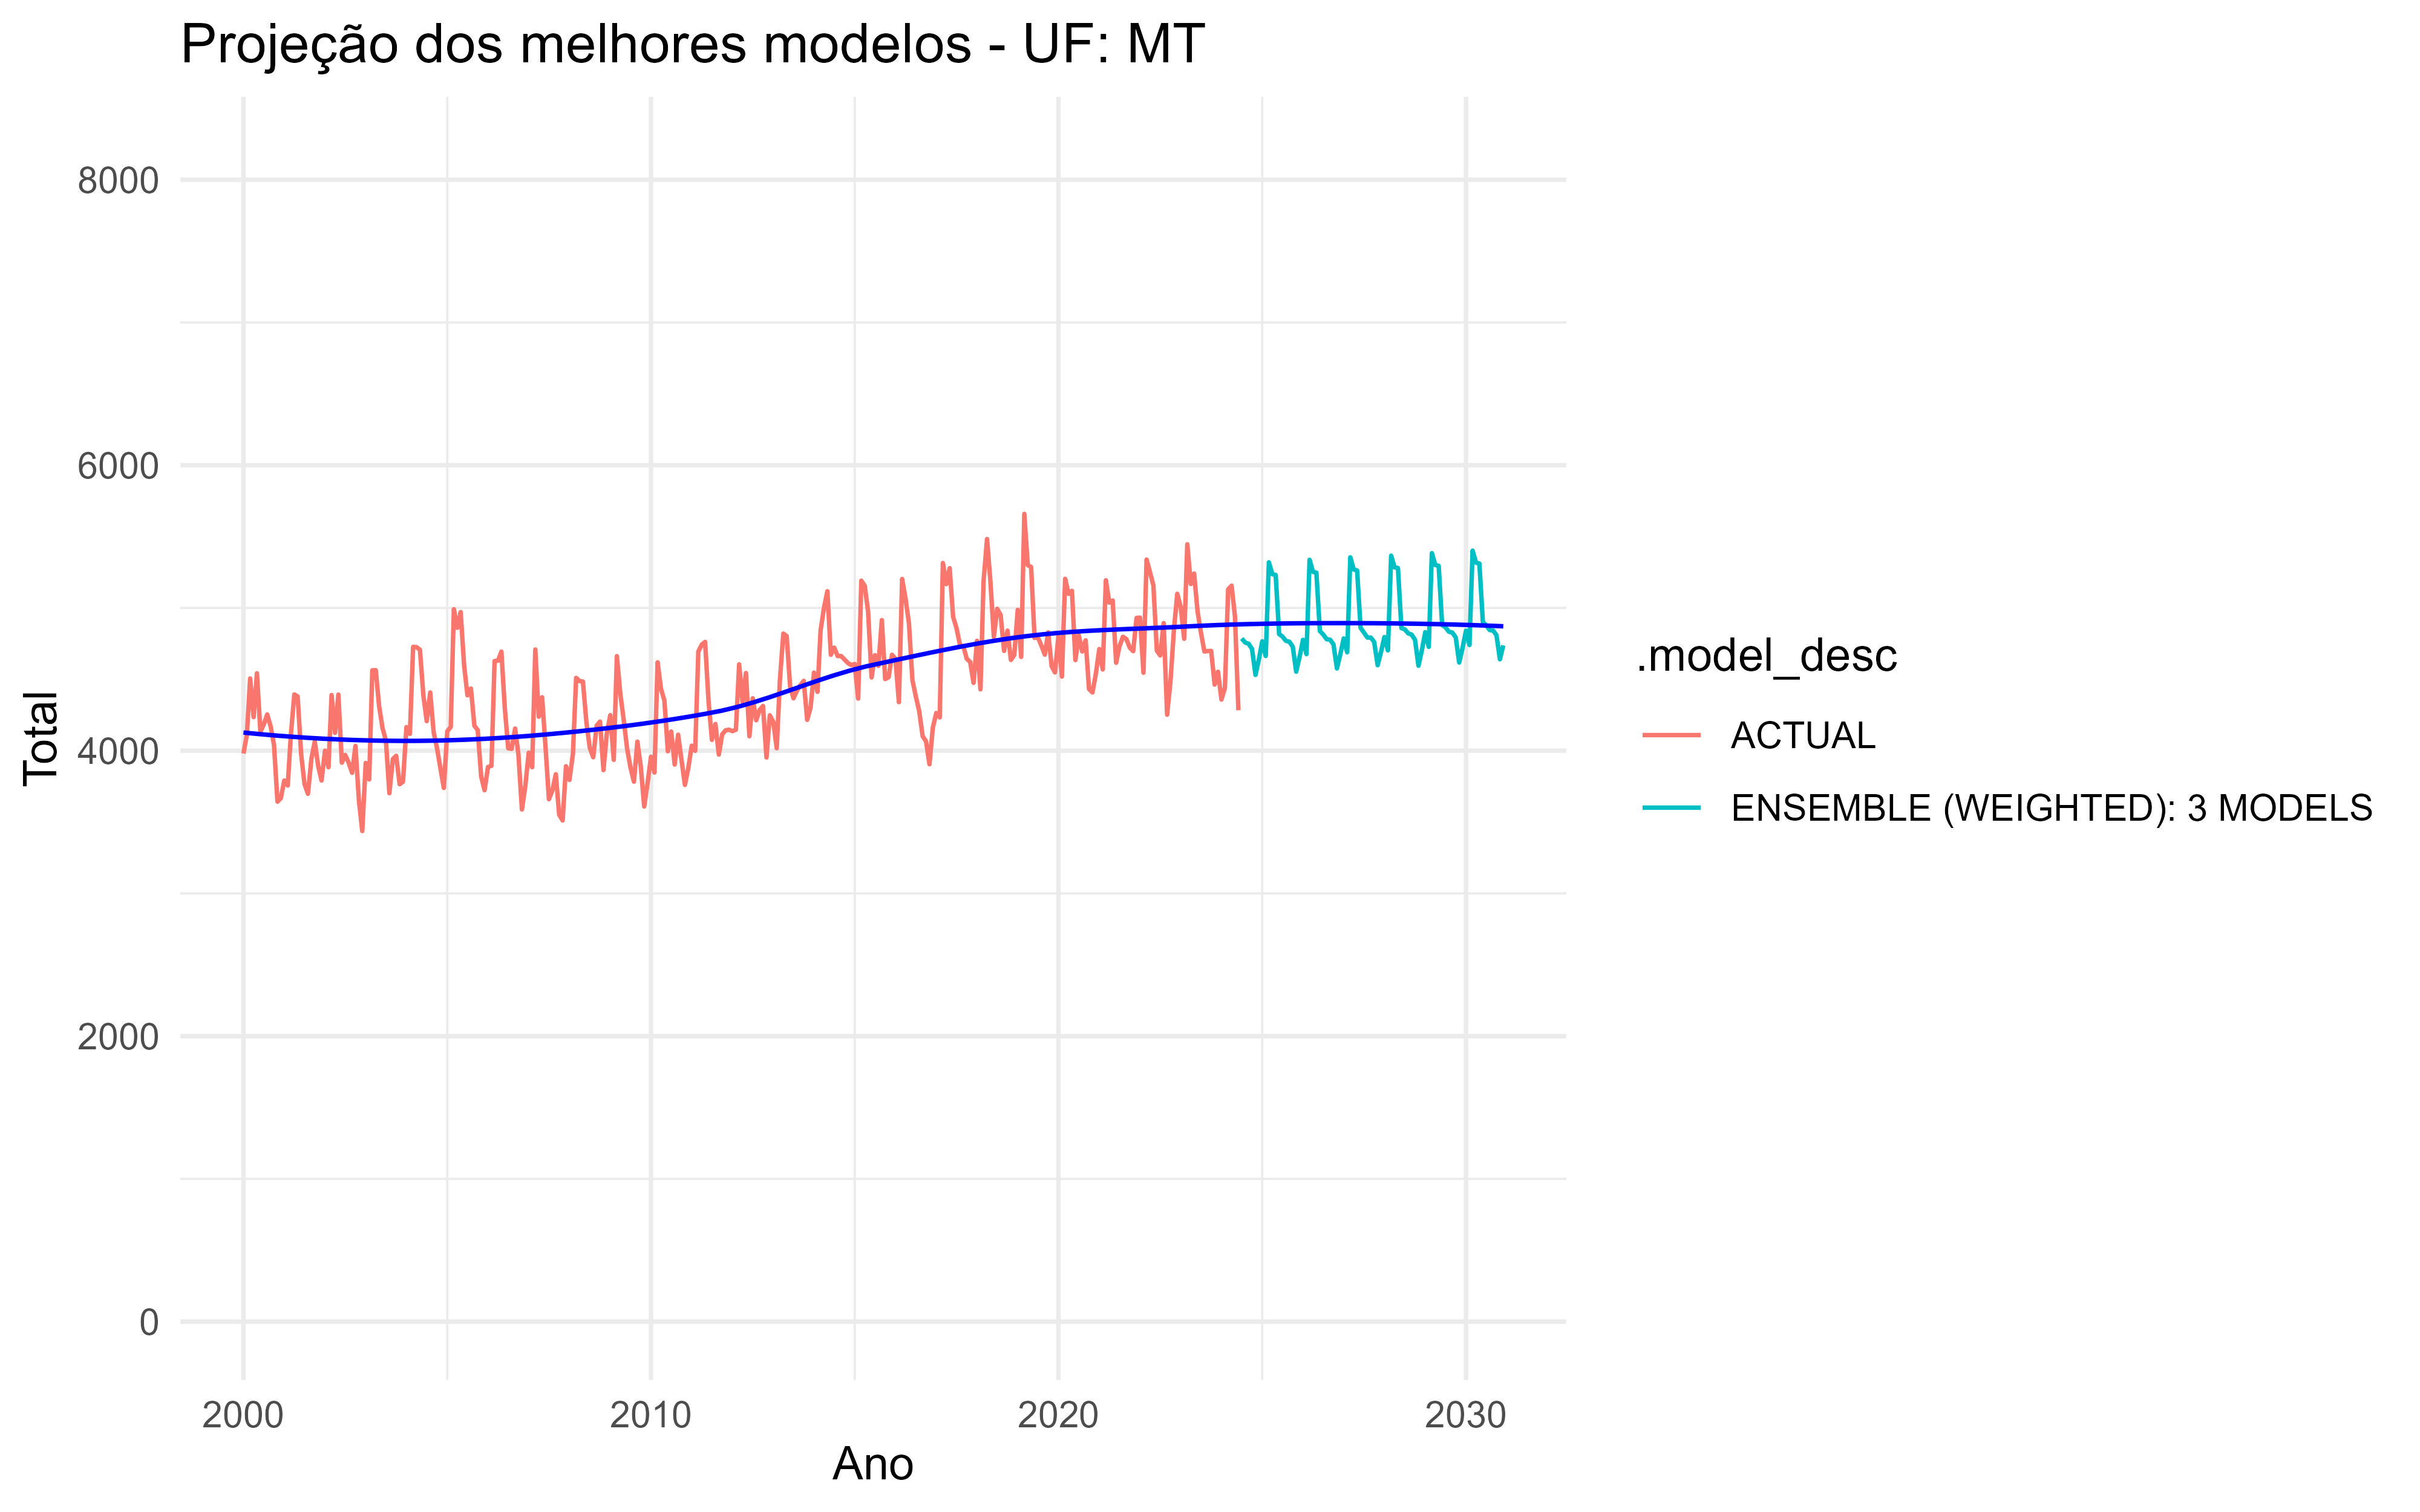 Projeção dos melhores modelos - UF: MT
8000
6000
4000
2000
0
Total
2000
2010
2020
2030
Ano
.model_desc
ACTUAL
ENSEMBLE (WEIGHTED): 3 MODELS